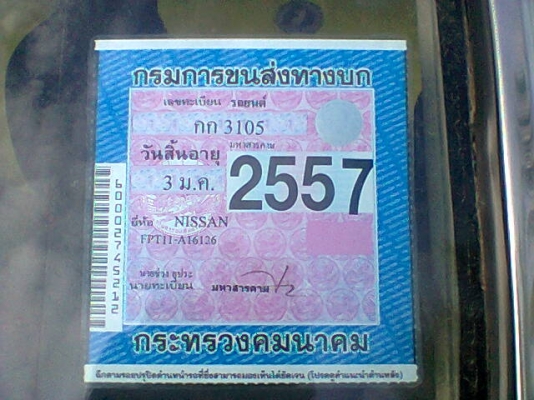 กรมการขนส่งทางบก
เลขทะเบียน รถยนต์
กก 3105
มหาสารคาม
วันสิ้นอายุ
3 ม.ค. 2557
ยี่ห้อ NISSAN
FPT11-A16126
นายทะเบียน มหาสารคาม
60002745212
กระทรวงคมนาคม